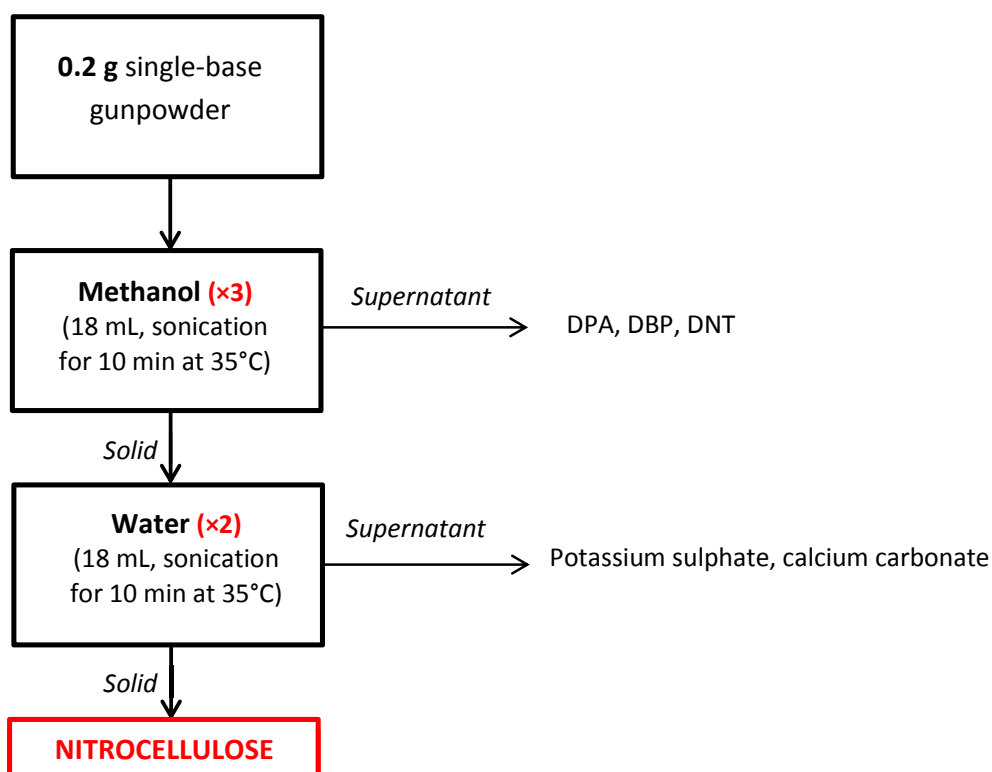 0.2 g single-base
gunpowder
Methanol (×3)
(18 mL, sonication
for 10 min at 35°C)
Supernatant
DPA, DBP, DNT
Solid
Water (×2)
(18 mL, sonication
for 10 min at 35°C)
Supernatant
Potassium sulphate, calcium carbonate
Solid
NITROCELLULOSE